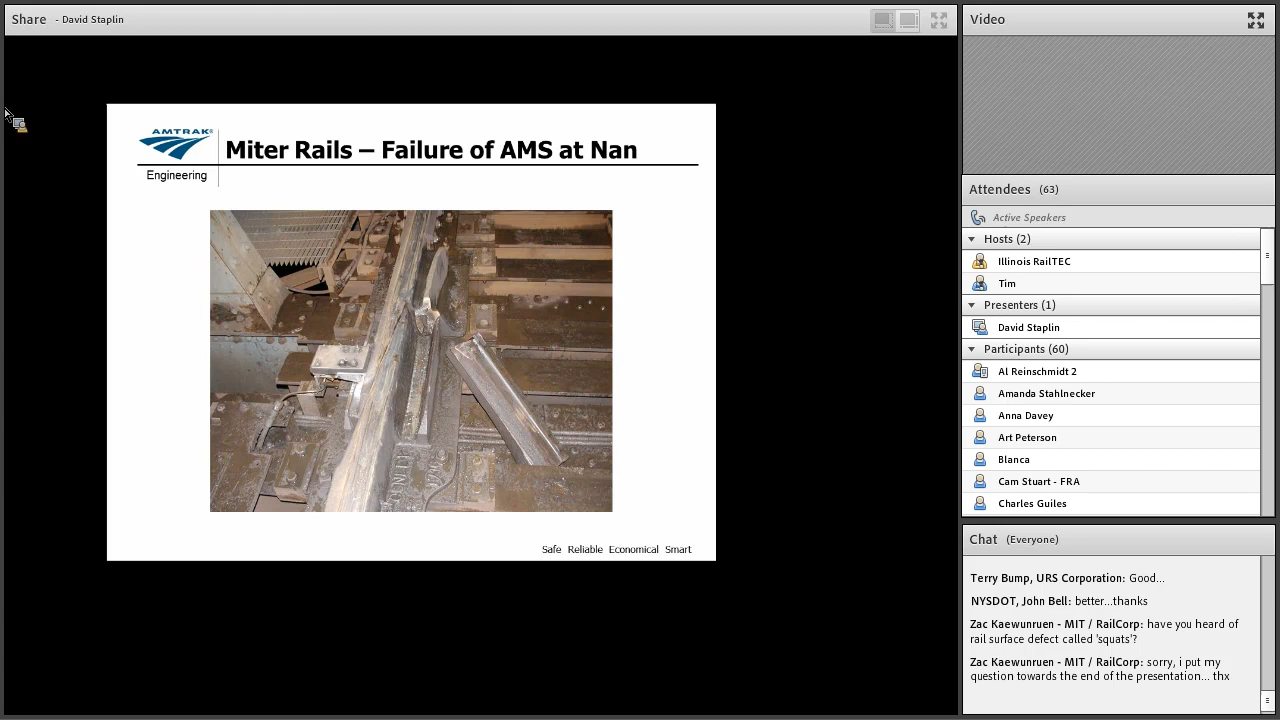 Share - David Staplin
AMTRAK®
Engineering
Miter Rails – Failure of AMS at Nan
Safe Reliable Economical Smart
Video
Attendees (63)
Active Speakers
Hosts (2)
Illinois RailTEC
Tim
Presenters (1)
David Staplin
Participants (60)
Al Reinschmidt 2
Amanda Stahlnecker
Anna Davey
Art Peterson
Blanca
Cam Stuart - FRA
Charles Guiles
Chat (Everyone)
Terry Bump, URS Corporation: Good...
NYSDOT, John Bell: better...thanks
Zac Kaewunruen - MIT / RailCorp: have you heard of
rail surface defect called 'squats'?
Zac Kaewunruen - MIT / RailCorp: sorry, i put my
question towards the end of the presentation... thx